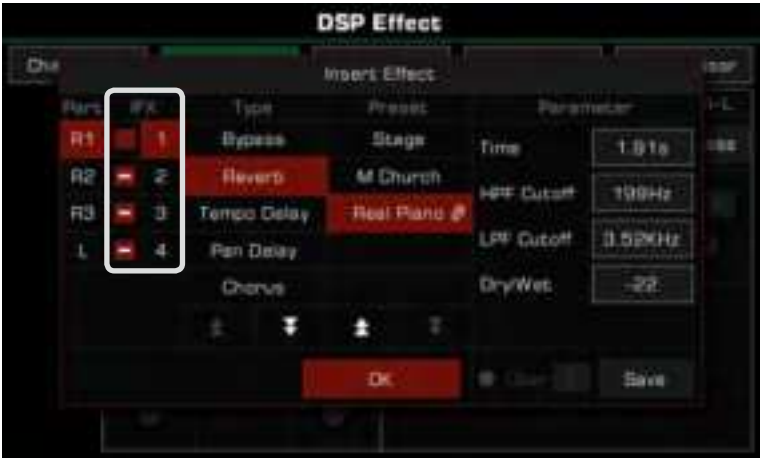 DSP Effect
Insert Effect
Part IFX Type Preset Parameter
R1 1 Bypass Stage Time 1.81s
R2 2 Reverb M Church HPF Cutoff 199Hz
R3 3 Tempo Delay Real Piano LPF Cutoff 3.52KHz
L 4 Pan Delay
Chorus Dry/Wet -22
OK User Save